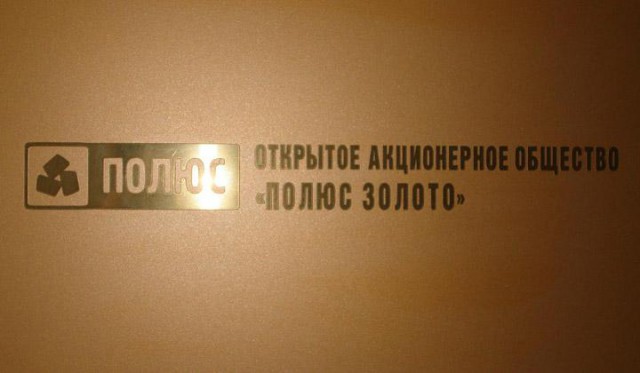 ПОЛЮС
ОТКРЫТОЕ АКЦИОНЕРНОЕ ОБЩЕСТВО
«ПОЛЮС ЗОЛОТО»